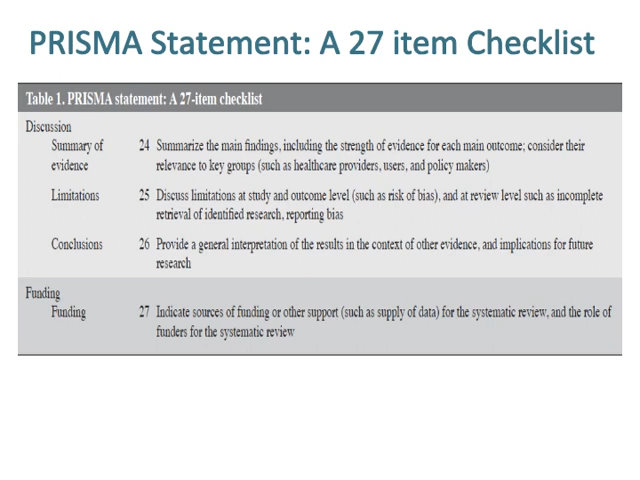 PRISMA Statement: A 27 item Checklist
Table 1. PRISMA statement: A 27-item checklist
Discussion
Summary of evidence 24 Summarize the main findings, including the strength of evidence for each main outcome; consider their
relevance to key groups (such as healthcare providers, users, and policy makers)
Limitations 25 Discuss limitations at study and outcome level (such as risk of bias), and at review level such as incomplete
retrieval of identified research, reporting bias
Conclusions 26 Provide a general interpretation of the results in the context of other evidence, and implications for future
research
Funding
Funding 27 Indicate sources of funding or other support (such as supply of data) for the systematic review, and the role of
funders for the systematic review